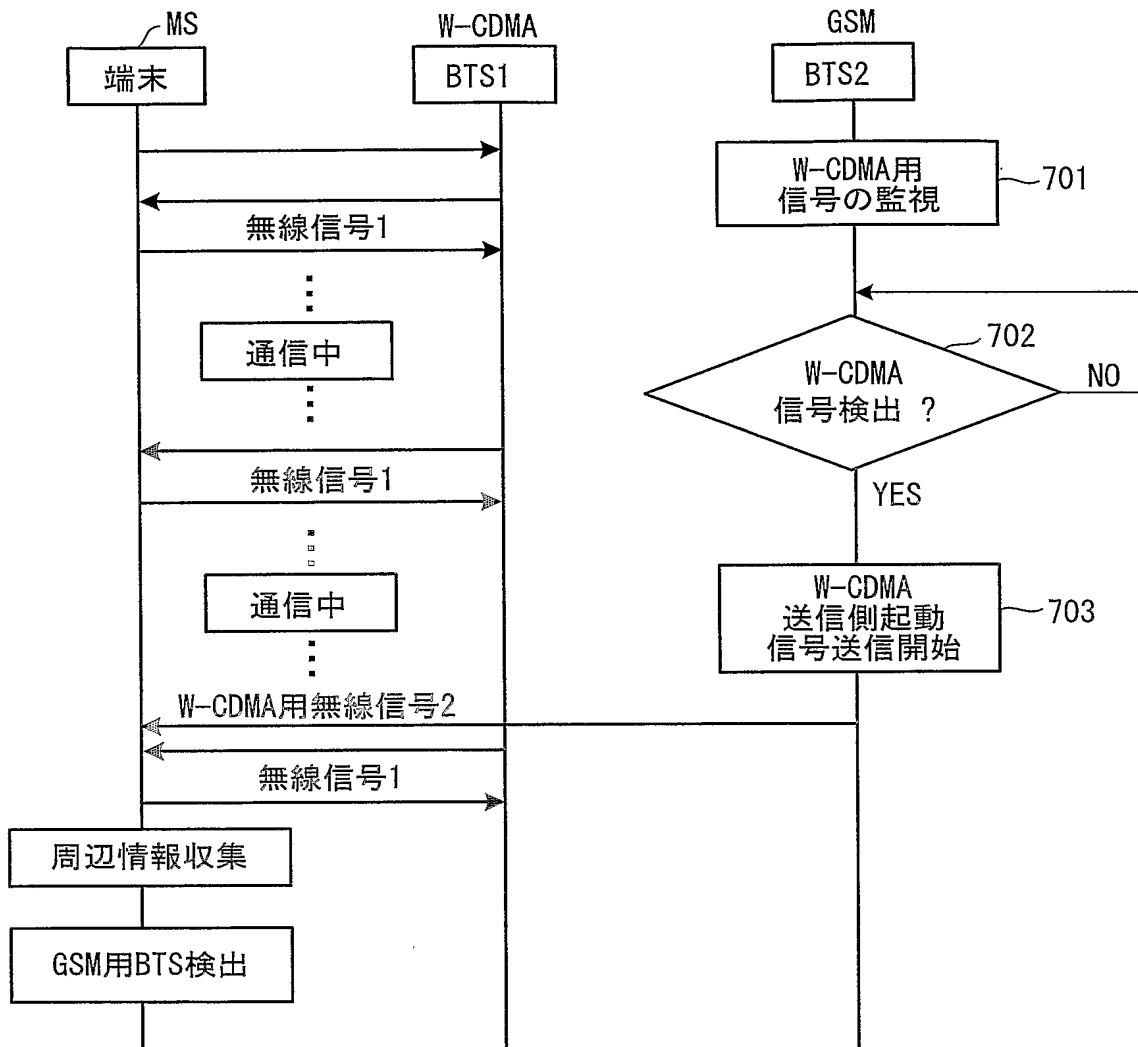 MS
W-CDMA
GSM
端末
BTS1
BTS2
W-CDMA用
信号の監視
701
無線信号1
702
通信中
W-CDMA
信号検出 ?
NO
無線信号1
YES
通信中
W-CDMA
送信側起動
信号送信開始
703
W-CDMA用無線信号2
無線信号1
周辺情報収集
GSM用BTS検出